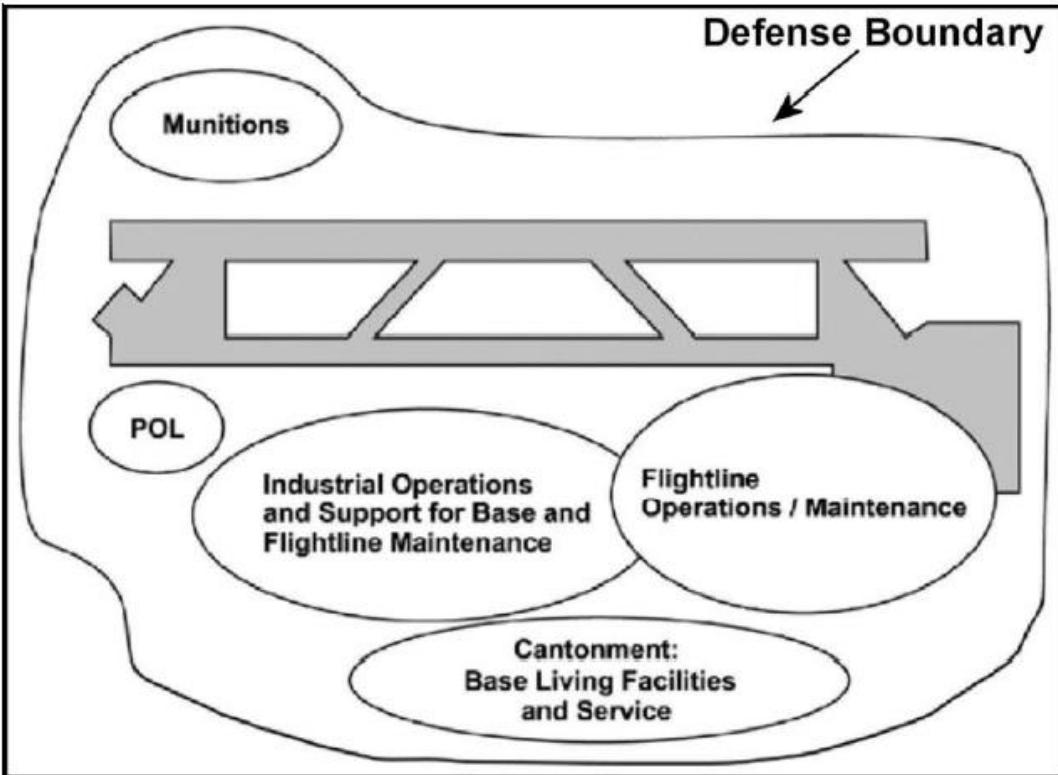 Defense Boundary
Munitions
POL
Industrial Operations
and Support for Base and
Flightline Maintenance
Flightline
Operations / Maintenance
Cantonment:
Base Living Facilities
and Service